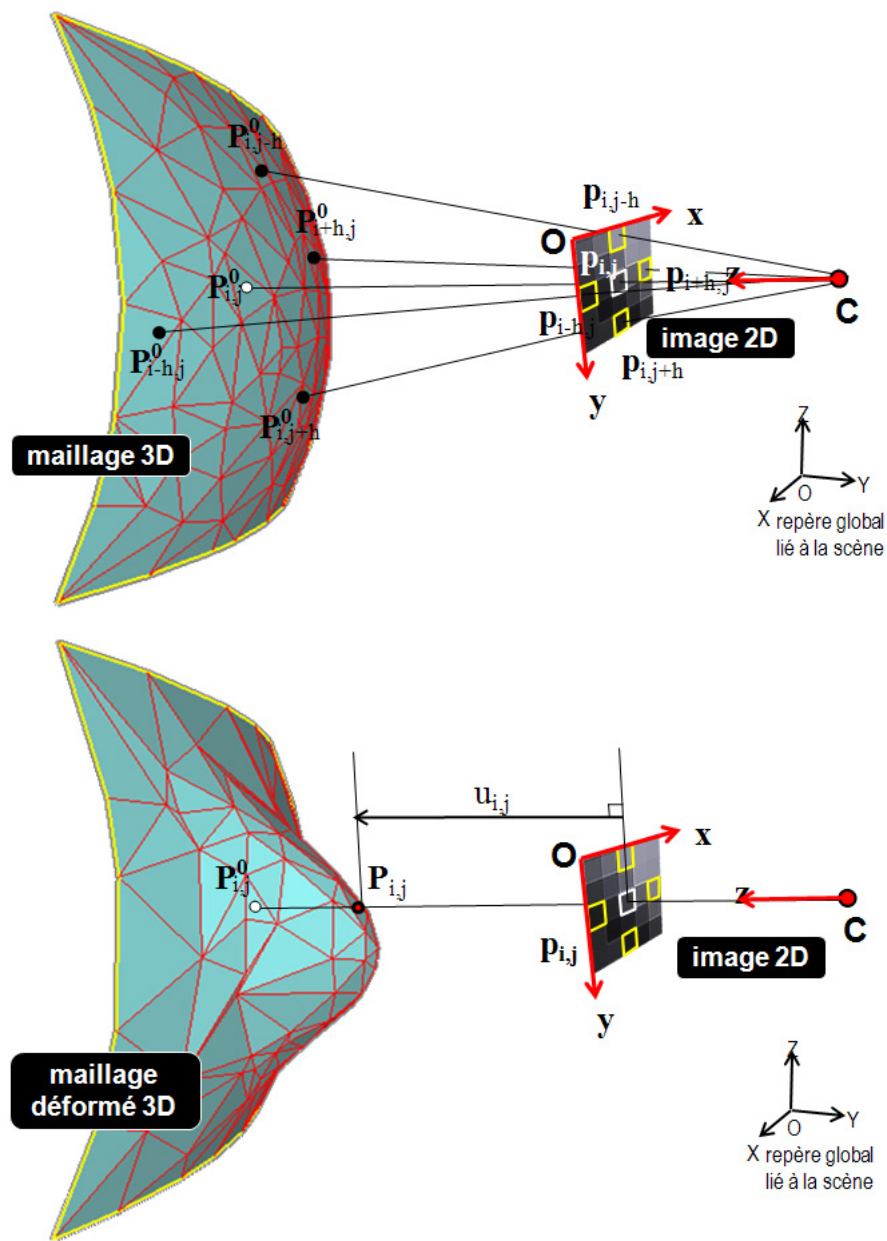 P⁰i,j-h
P⁰i+h,j
P⁰i,j
P⁰i-h,j
P⁰i,j+h
maillage 3D
pi,j-h
x
O
pi,j
z
pi+h,j
C
pi-h,j
image 2D
pi,j+h
y
Z
O
Y
X repère global
lié à la scène
ui,j
O
x
P⁰i,j
Pi,j
z
C
pi,j
image 2D
y
maillage
déformé 3D
Z
O
Y
X repère global
lié à la scène